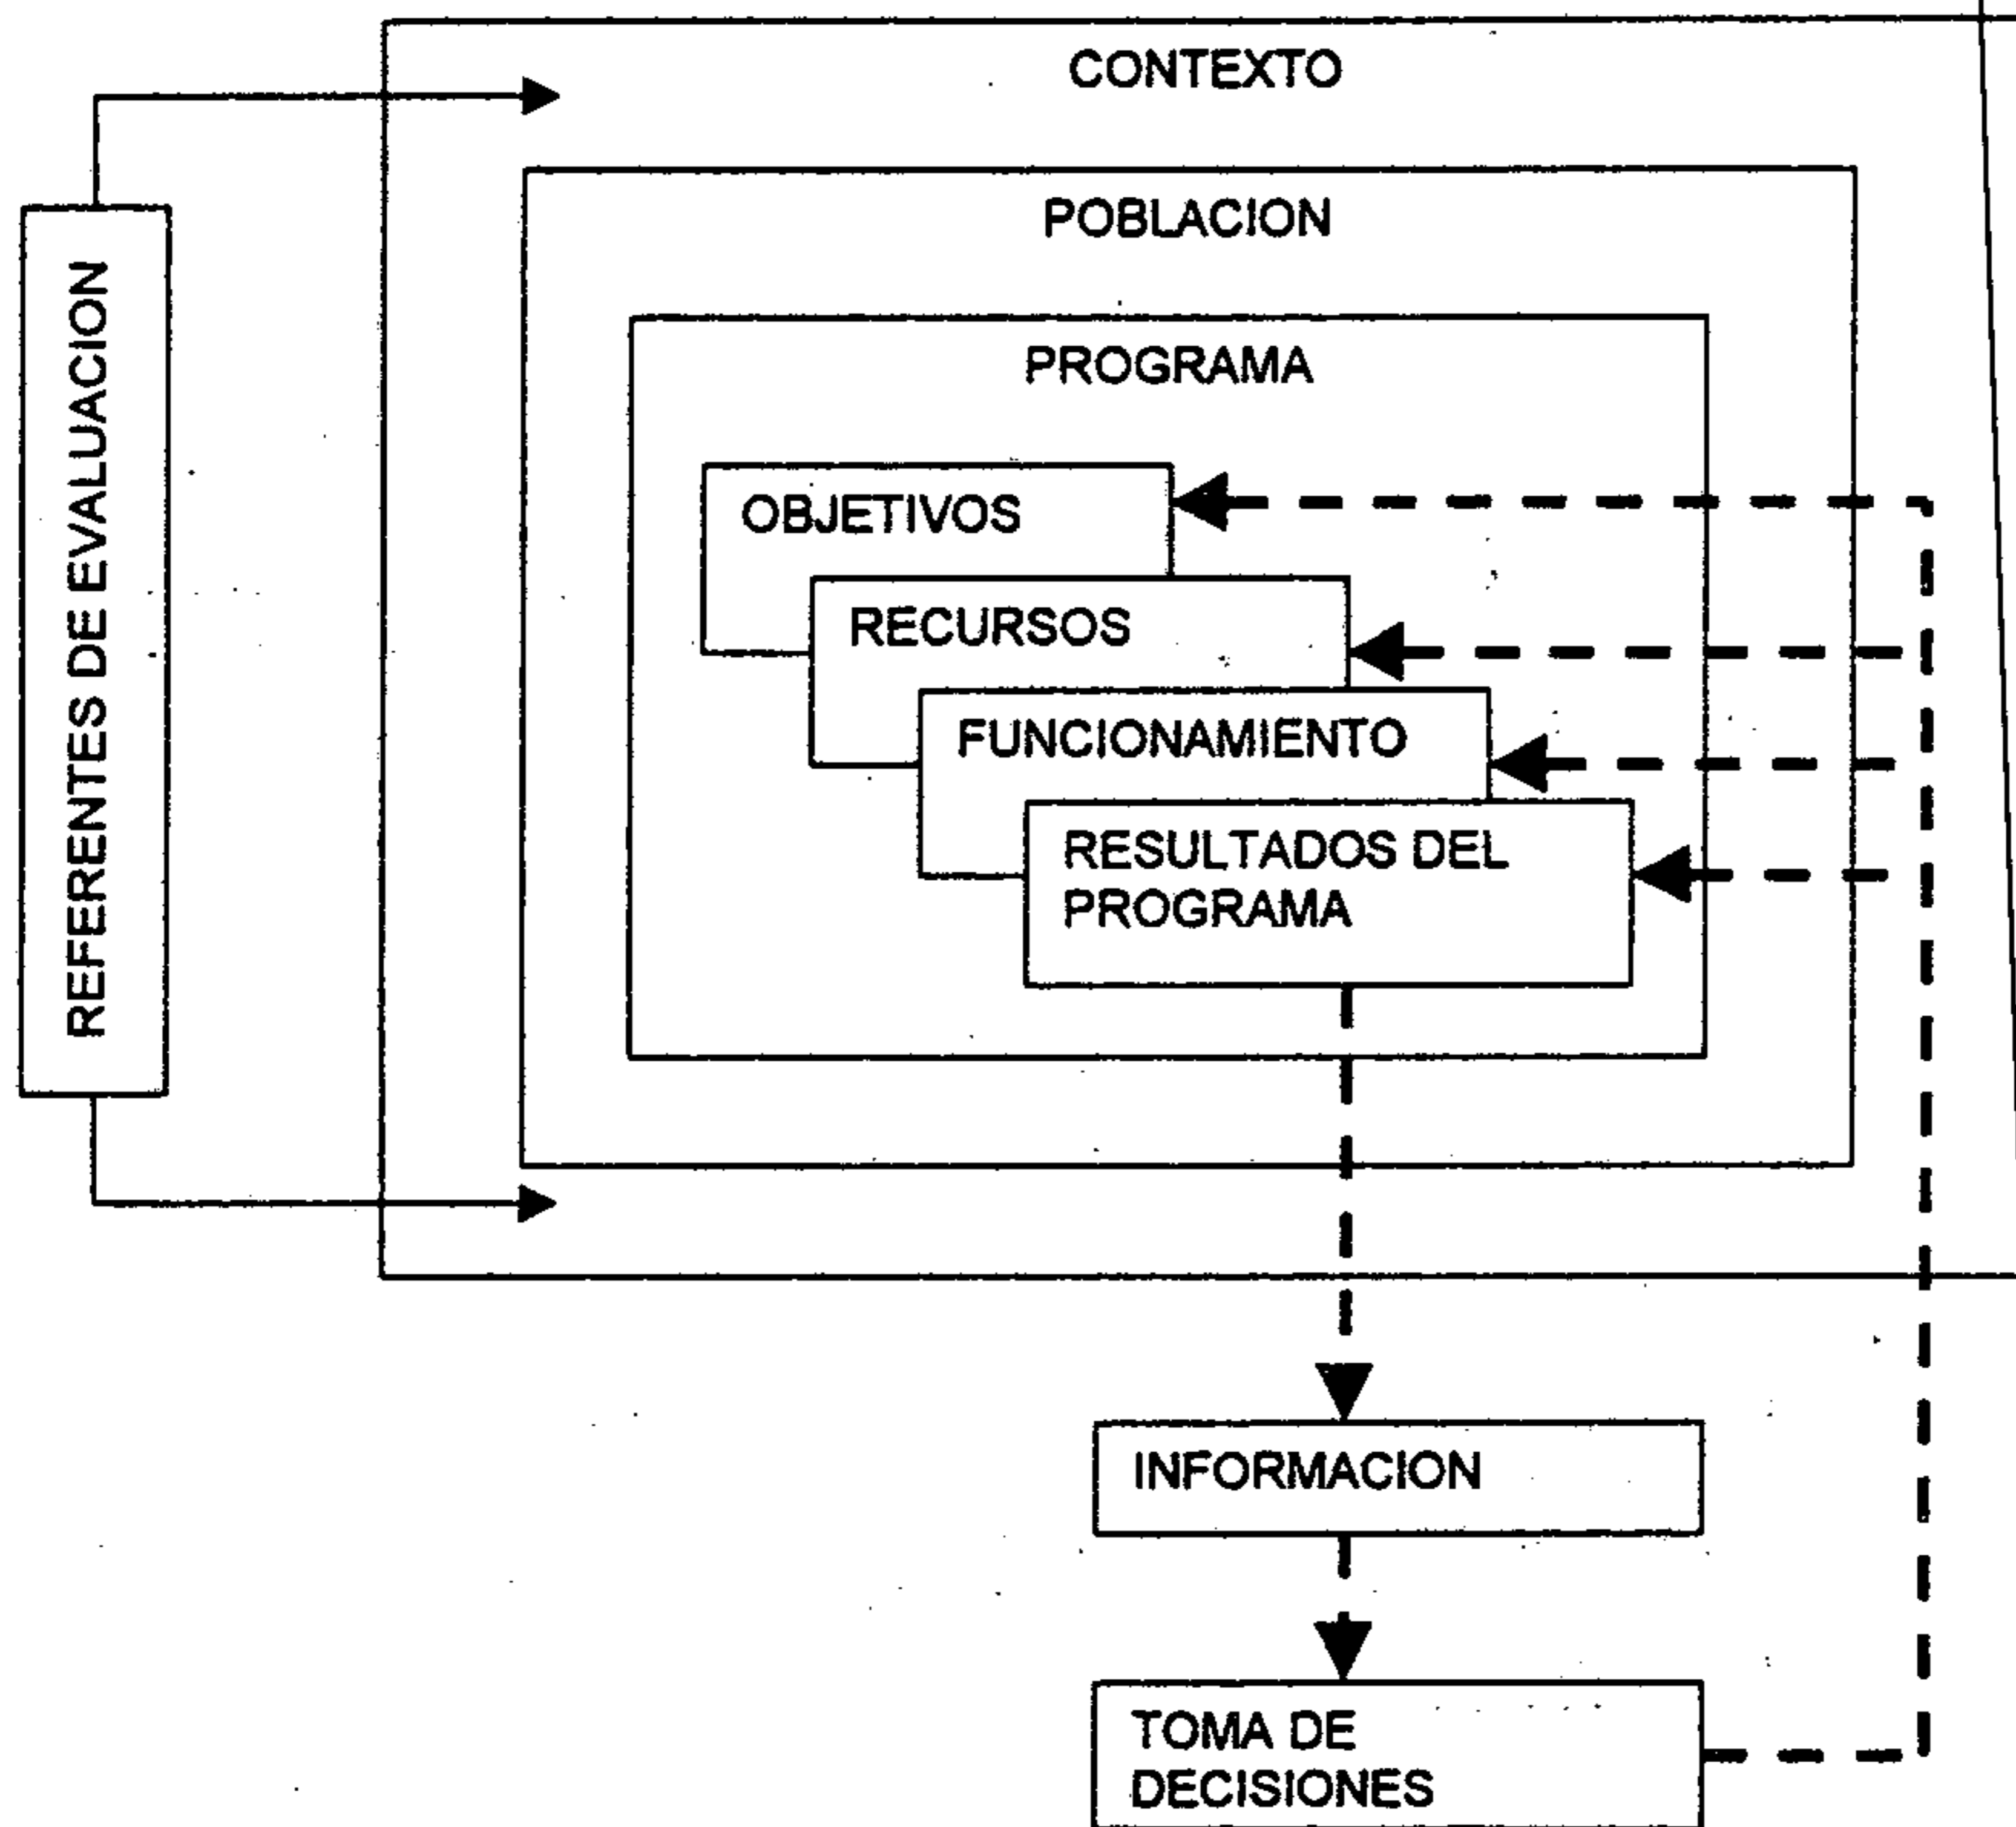 CONTEXTO
POBLACION
PROGRAMA
REFERENTES DE EVALUACION
OBJETIVOS
RECURSOS
FUNCIONAMIENTO
RESULTADOS DEL
PROGRAMA
INFORMACION
TOMA DE
DECISIONES